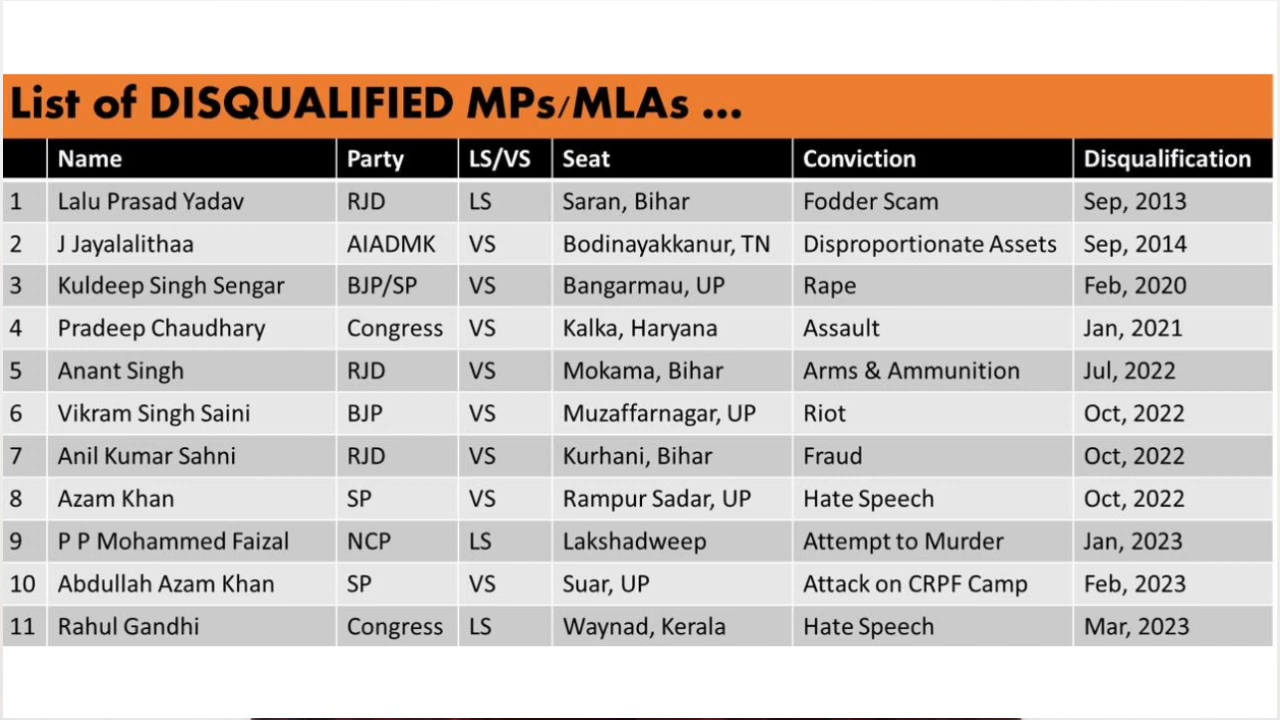 List of DISQUALIFIED MPs/MLAs ...
Name Party LS/VS Seat Conviction Disqualification
1 Lalu Prasad Yadav RJD LS Saran, Bihar Fodder Scam Sep, 2013
2 J Jayalalithaa AIADMK VS Bodinayakkanur, TN Disproportionate Assets Sep, 2014
3 Kuldeep Singh Sengar BJP/SP VS Bangarmau, UP Rape Feb, 2020
4 Pradeep Chaudhary Congress VS Kalka, Haryana Assault Jan, 2021
5 Anant Singh RJD VS Mokama, Bihar Arms & Ammunition Jul, 2022
6 Vikram Singh Saini BJP VS Muzaffarnagar, UP Riot Oct, 2022
7 Anil Kumar Sahni RJD VS Kurhani, Bihar Fraud Oct, 2022
8 Azam Khan SP VS Rampur Sadar, UP Hate Speech Oct, 2022
9 P P Mohammed Faizal NCP LS Lakshadweep Attempt to Murder Jan, 2023
10 Abdullah Azam Khan SP VS Suar, UP Attack on CRPF Camp Feb, 2023
11 Rahul Gandhi Congress LS Waynad, Kerala Hate Speech Mar, 2023